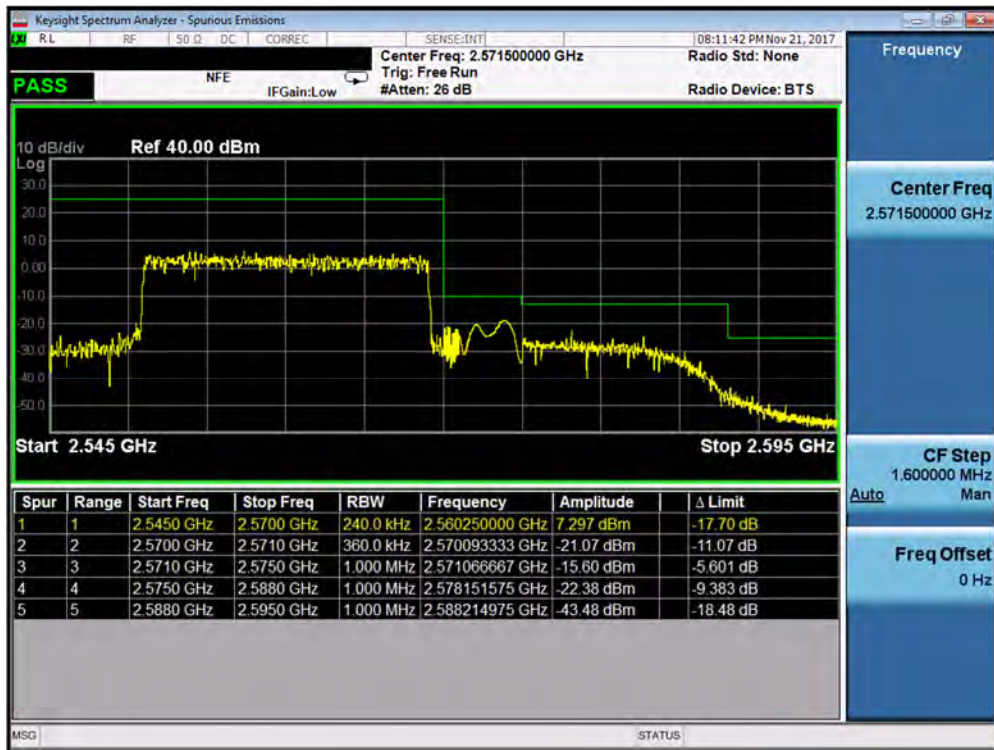 Keysight Spectrum Analyzer - Spurious Emissions
LXI RL RF 50 Ω DC CORREC SENSE:INT 08:11:42 PM Nov 21, 2017
Center Freq: 2.571500000 GHz Radio Std: None
PASS NFE Trig: Free Run
IFGain:Low #Atten: 26 dB Radio Device: BTS
10 dB/div Ref 40.00 dBm
Log
30.0
20.0
10.0
0.00
-10.0
-20.0
-30.0
-40.0
-50.0
Start 2.545 GHz Stop 2.595 GHz
Spur Range Start Freq Stop Freq RBW Frequency Amplitude Δ Limit
1 1 2.5450 GHz 2.5700 GHz 240.0 kHz 2.560250000 GHz 7.297 dBm -17.70 dB
2 2 2.5700 GHz 2.5710 GHz 360.0 kHz 2.570093333 GHz -21.07 dBm -11.07 dB
3 3 2.5710 GHz 2.5750 GHz 1.000 MHz 2.571066667 GHz -15.60 dBm -5.601 dB
4 4 2.5750 GHz 2.5880 GHz 1.000 MHz 2.578151575 GHz -22.38 dBm -9.383 dB
5 5 2.5880 GHz 2.5950 GHz 1.000 MHz 2.588214975 GHz -43.48 dBm -18.48 dB
Frequency
Center Freq
2.571500000 GHz
CF Step
1.600000 MHz
Auto Man
Freq Offset
0 Hz
MSG STATUS